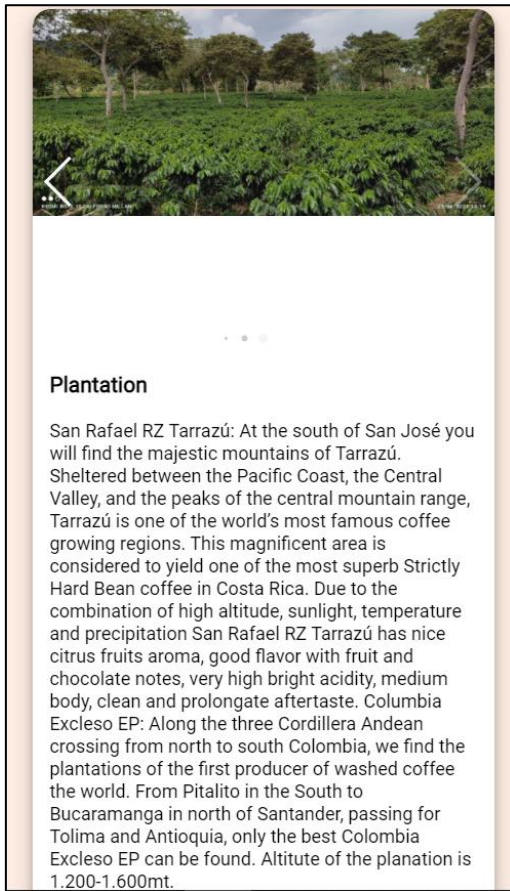 Plantation
San Rafael RZ Tarrazú: At the south of San José you
will find the majestic mountains of Tarrazú.
Sheltered between the Pacific Coast, the Central
Valley, and the peaks of the central mountain range,
Tarrazú is one of the world’s most famous coffee
growing regions. This magnificent area is
considered to yield one of the most superb Strictly
Hard Bean coffee in Costa Rica. Due to the
combination of high altitude, sunlight, temperature
and precipitation San Rafael RZ Tarrazú has nice
citrus fruits aroma, good flavor with fruit and
chocolate notes, very high bright acidity, medium
body, clean and prolongate aftertaste. Columbia
Excleso EP: Along the three Cordillera Andean
crossing from north to south Colombia, we find the
plantations of the first producer of washed coffee
the world. From Pitalito in the South to
Bucaramanga in north of Santander, passing for
Tolima and Antioquia, only the best Colombia
Excleso EP can be found. Altitute of the planation is
1.200-1.600mt.